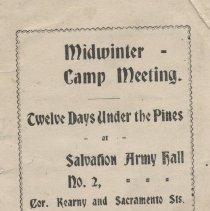 Midwinter -
Camp Meeting.
Twelve Days Under the Pines
at
Salvation Army Hall
No. 2, - - -
Cor. Kearny and Sacramento Sts.